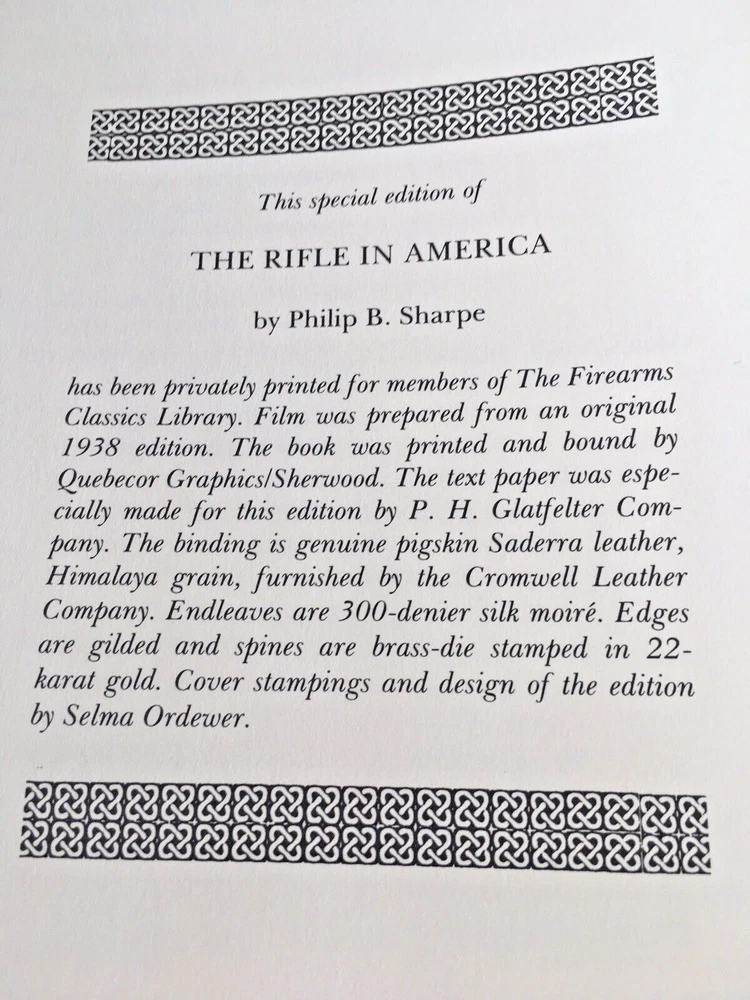 This special edition of
THE RIFLE IN AMERICA
by Philip B. Sharpe
has been privately printed for members of The Firearms
Classics Library. Film was prepared from an original
1938 edition. The book was printed and bound by
Quebecor Graphics/Sherwood. The text paper was espe-
cially made for this edition by P. H. Glatfelter Com-
pany. The binding is genuine pigskin Saderra leather,
Himalaya grain, furnished by the Cromwell Leather
Company. Endleaves are 300-denier silk moiré. Edges
are gilded and spines are brass-die stamped in 22-
karat gold. Cover stampings and design of the edition
by Selma Ordewer.